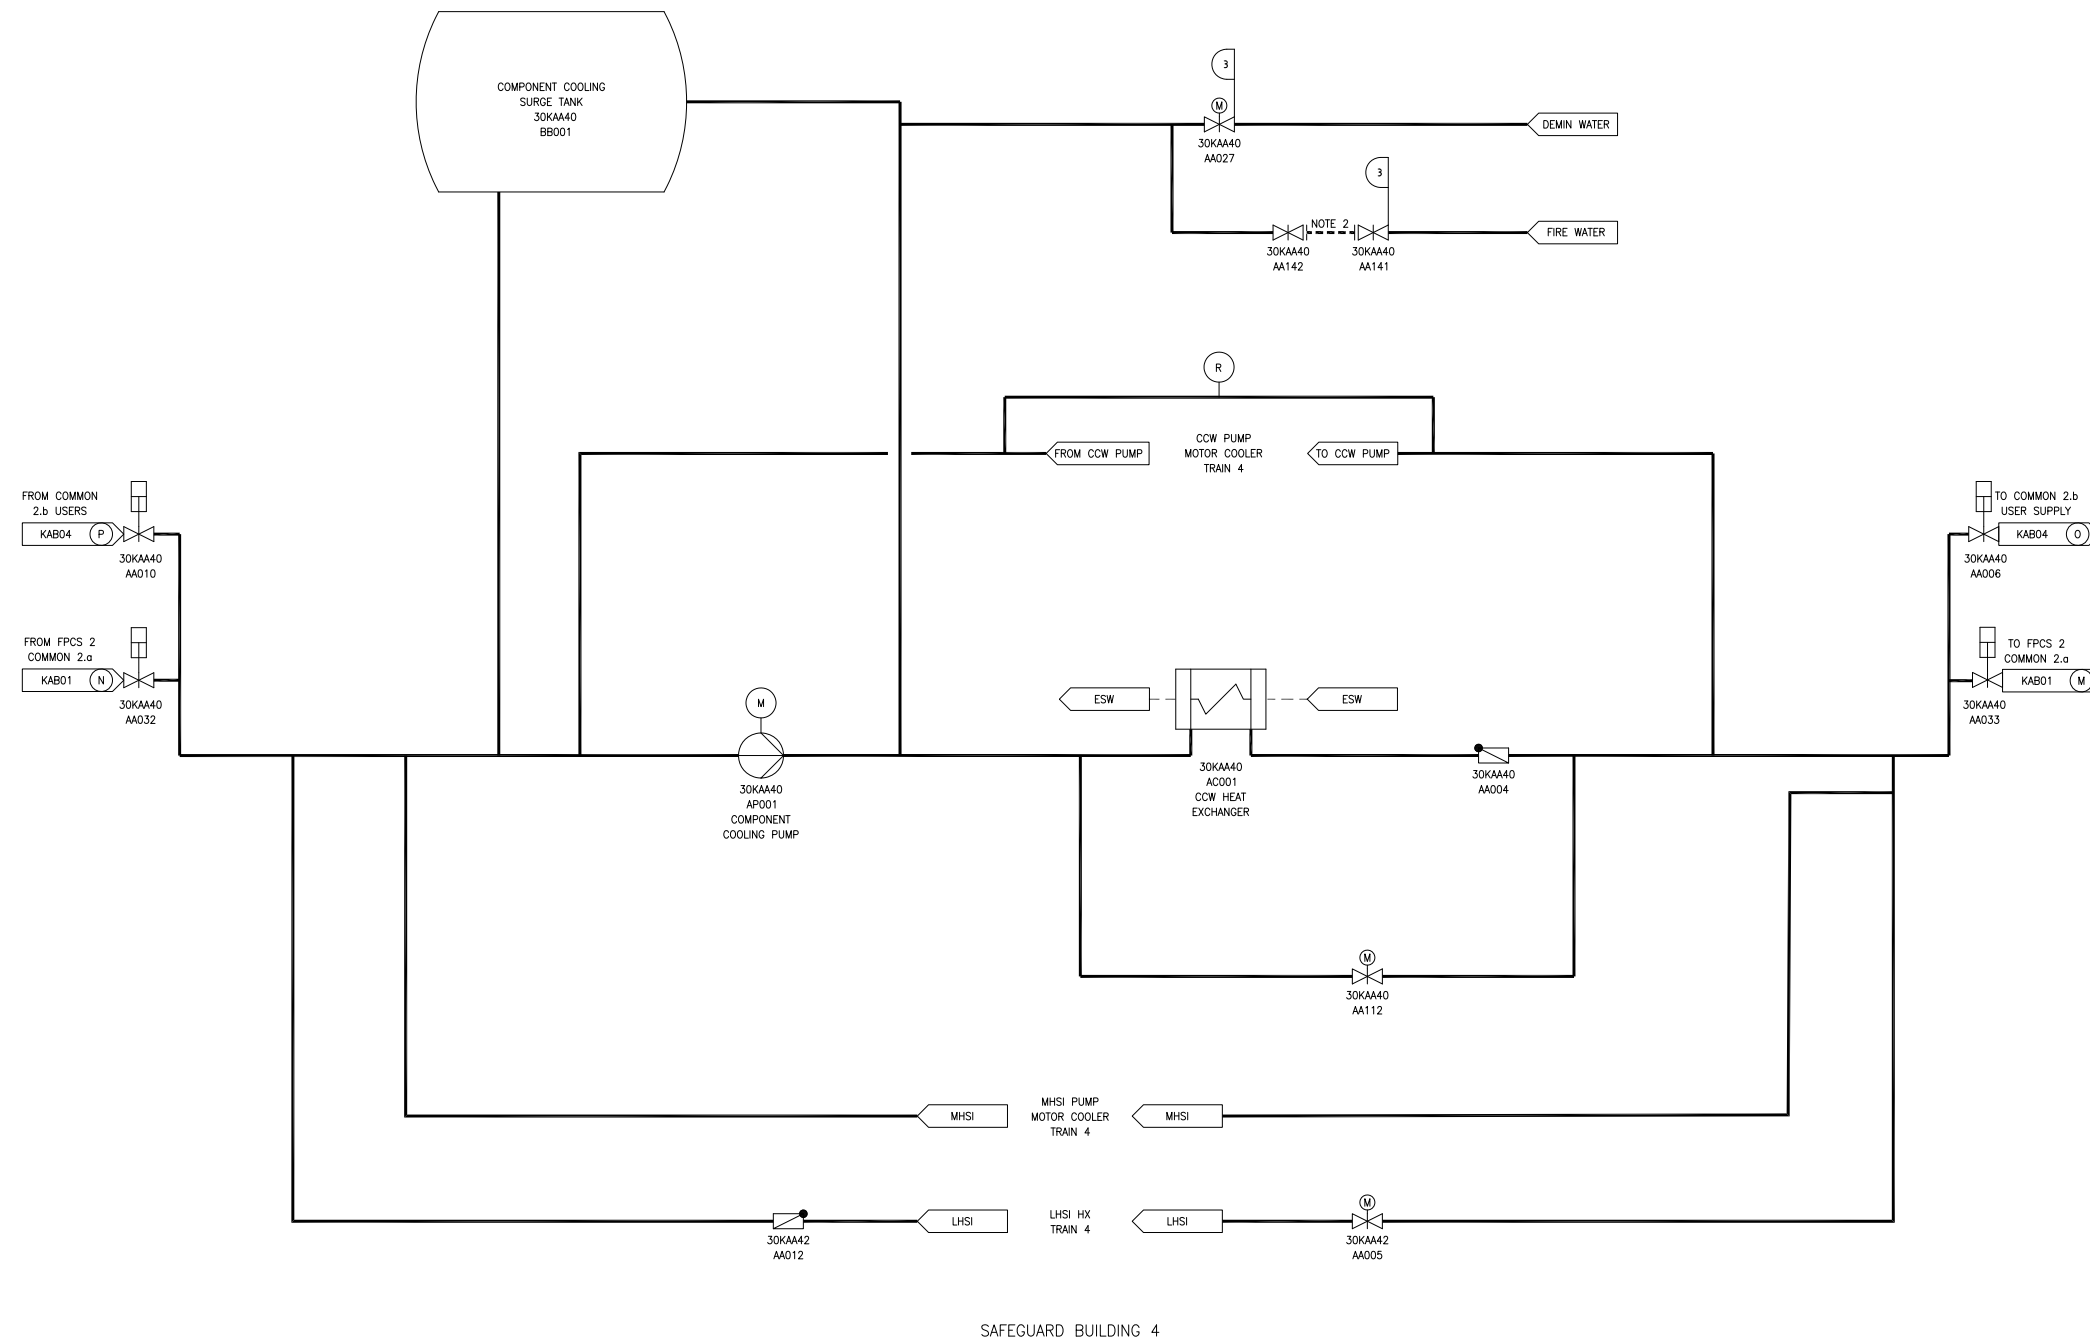 COMPONENT COOLING
SURGE TANK
30KAA40
BB001
3
M
30KAA40
AA027
DEMIN WATER
3
NOTE 2
30KAA40
AA142
30KAA40
AA141
FIRE WATER
R
FROM CCW PUMP
CCW PUMP
MOTOR COOLER
TRAIN 4
TO CCW PUMP
FROM COMMON
2.b USERS
KAB04 P
30KAA40
AA010
TO COMMON 2.b
USER SUPPLY
KAB04 O
30KAA40
AA006
FROM FPCS 2
COMMON 2.a
KAB01 N
30KAA40
AA032
TO FPCS 2
COMMON 2.a
KAB01 M
30KAA40
AA033
M
30KAA40
AP001
COMPONENT
COOLING PUMP
ESW
ESW
30KAA40
AC001
CCW HEAT
EXCHANGER
30KAA40
AA004
M
30KAA40
AA112
MHSI
MHSI PUMP
MOTOR COOLER
TRAIN 4
MHSI
30KAA42
AA012
LHSI
LHSI HX
TRAIN 4
LHSI
M
30KAA42
AA005
SAFEGUARD BUILDING 4